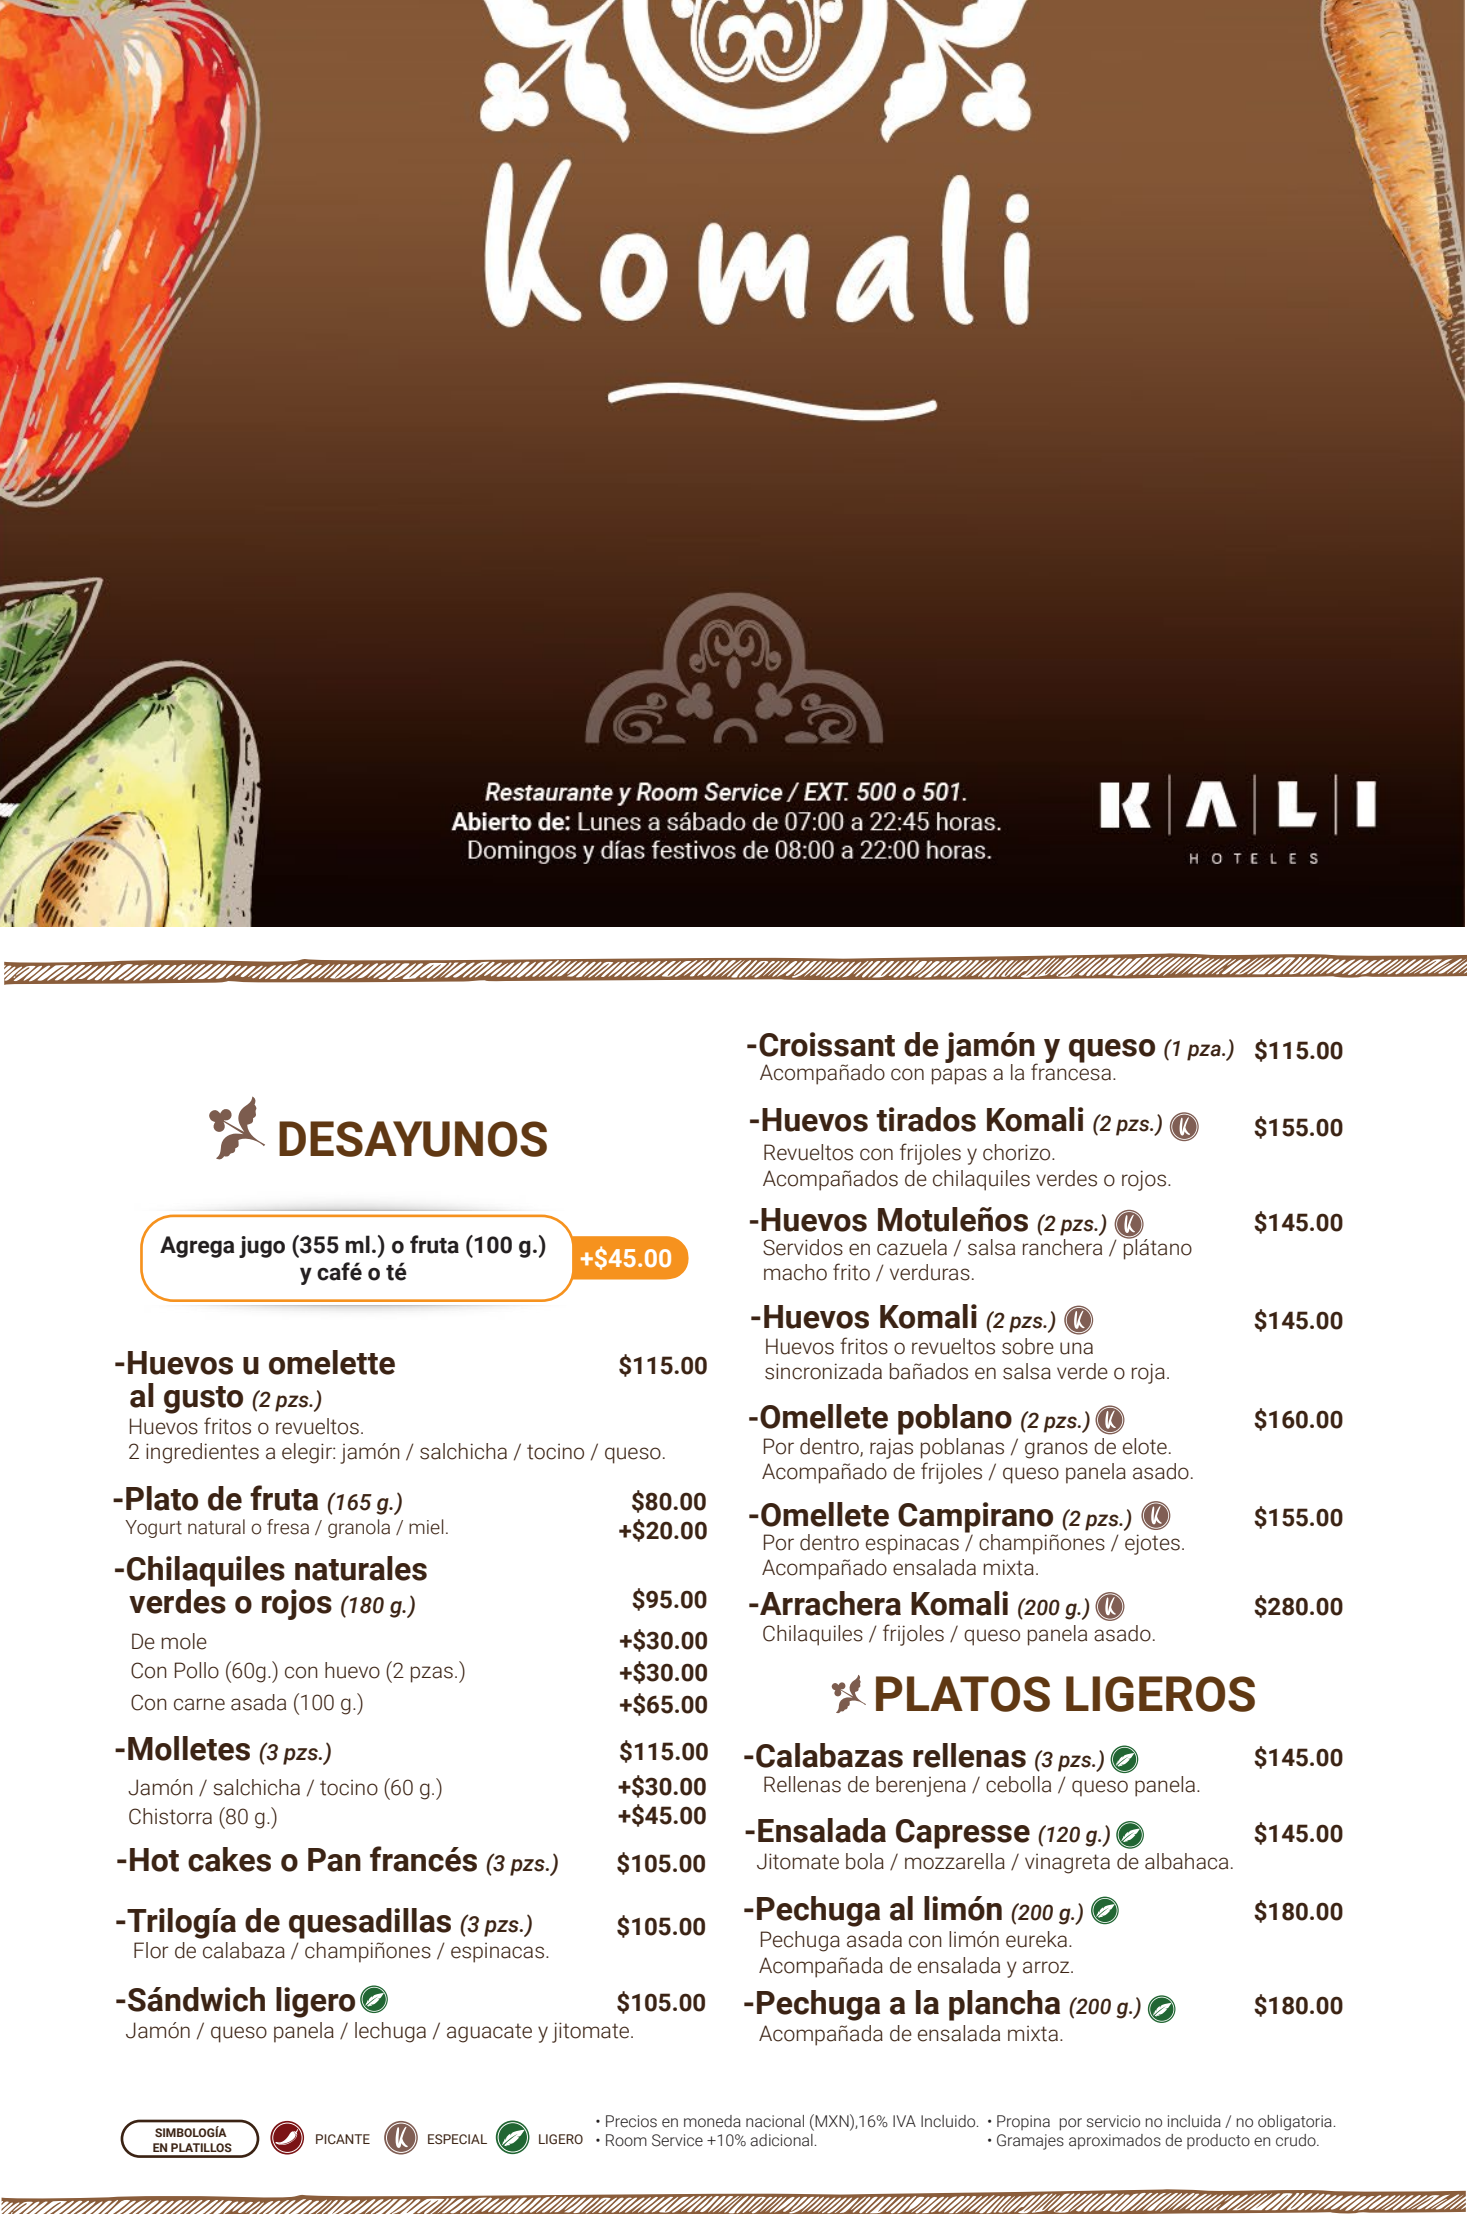 Komali
Restaurante y Room Service / EXT. 500 o 501.
Abierto de: Lunes a sábado de 07:00 a 22:45 horas.
Domingos y días festivos de 08:00 a 22:00 horas.
KALI
HOTELES
DESAYUNOS
Agrega jugo (355 ml.) o fruta (100 g.)
y café o té
+$45.00
-Huevos u omelette $115.00
al gusto (2 pzs.)
Huevos fritos o revueltos.
2 ingredientes a elegir: jamón / salchicha / tocino / queso.
-Plato de fruta (165 g.) $80.00
Yogurt natural o fresa / granola / miel. +$20.00
-Chilaquiles naturales
verdes o rojos (180 g.) $95.00
De mole +$30.00
Con Pollo (60g.) con huevo (2 pzas.) +$30.00
Con carne asada (100 g.) +$65.00
-Molletes (3 pzs.) $115.00
Jamón / salchicha / tocino (60 g.) +$30.00
Chistorra (80 g.) +$45.00
-Hot cakes o Pan francés (3 pzs.) $105.00
-Trilogía de quesadillas (3 pzs.) $105.00
Flor de calabaza / champiñones / espinacas.
-Sándwich ligero $105.00
Jamón / queso panela / lechuga / aguacate y jitomate.
-Croissant de jamón y queso (1 pza.) $115.00
Acompañado con papas a la francesa.
-Huevos tirados Komali (2 pzs.) K $155.00
Revueltos con frijoles y chorizo.
Acompañados de chilaquiles verdes o rojos.
-Huevos Motuleños (2 pzs.) K $145.00
Servidos en cazuela / salsa ranchera / plátano
macho frito / verduras.
-Huevos Komali (2 pzs.) K $145.00
Huevos fritos o revueltos sobre una
sincronizada bañados en salsa verde o roja.
-Omellete poblano (2 pzs.) K $160.00
Por dentro, rajas poblanas / granos de elote.
Acompañado de frijoles / queso panela asado.
-Omellete Campirano (2 pzs.) K $155.00
Por dentro espinacas / champiñones / ejotes.
Acompañado ensalada mixta.
-Arrachera Komali (200 g.) K $280.00
Chilaquiles / frijoles / queso panela asado.
PLATOS LIGEROS
-Calabazas rellenas (3 pzs.) $145.00
Rellenas de berenjena / cebolla / queso panela.
-Ensalada Capresse (120 g.) $145.00
Jitomate bola / mozzarella / vinagreta de albahaca.
-Pechuga al limón (200 g.) $180.00
Pechuga asada con limón eureka.
Acompañada de ensalada y arroz.
-Pechuga a la plancha (200 g.) $180.00
Acompañada de ensalada mixta.
SIMBOLOGÍA
EN PLATILLOS
PICANTE K ESPECIAL LIGERO
• Precios en moneda nacional (MXN),16% IVA Incluido.
• Room Service +10% adicional.
• Propina por servicio no incluida / no obligatoria.
• Gramajes aproximados de producto en crudo.